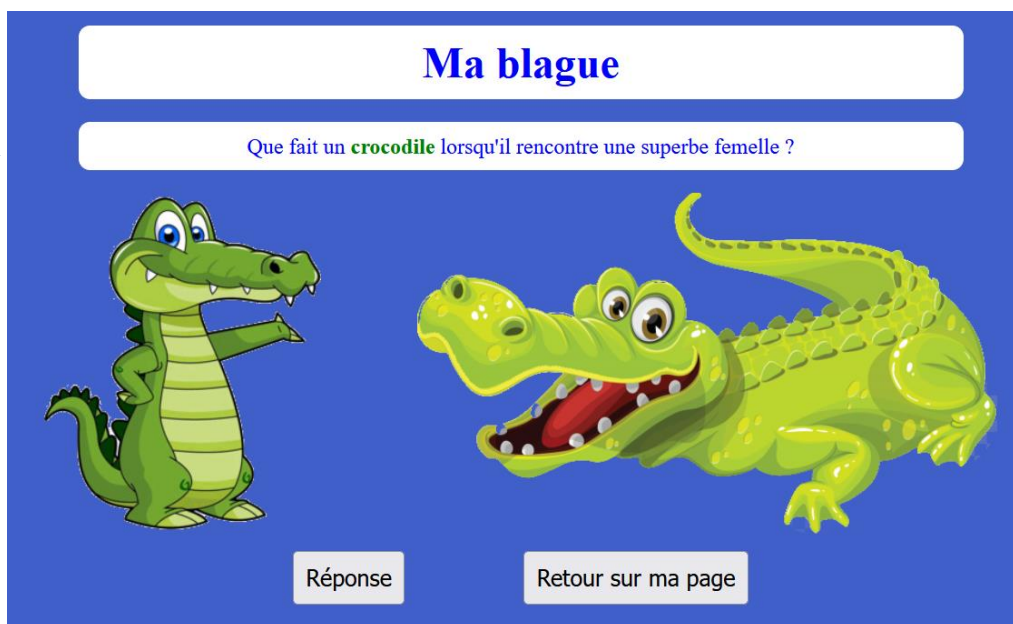 Ma blague
Que fait un crocodile lorsqu'il rencontre une superbe femelle ?
Réponse
Retour sur ma page